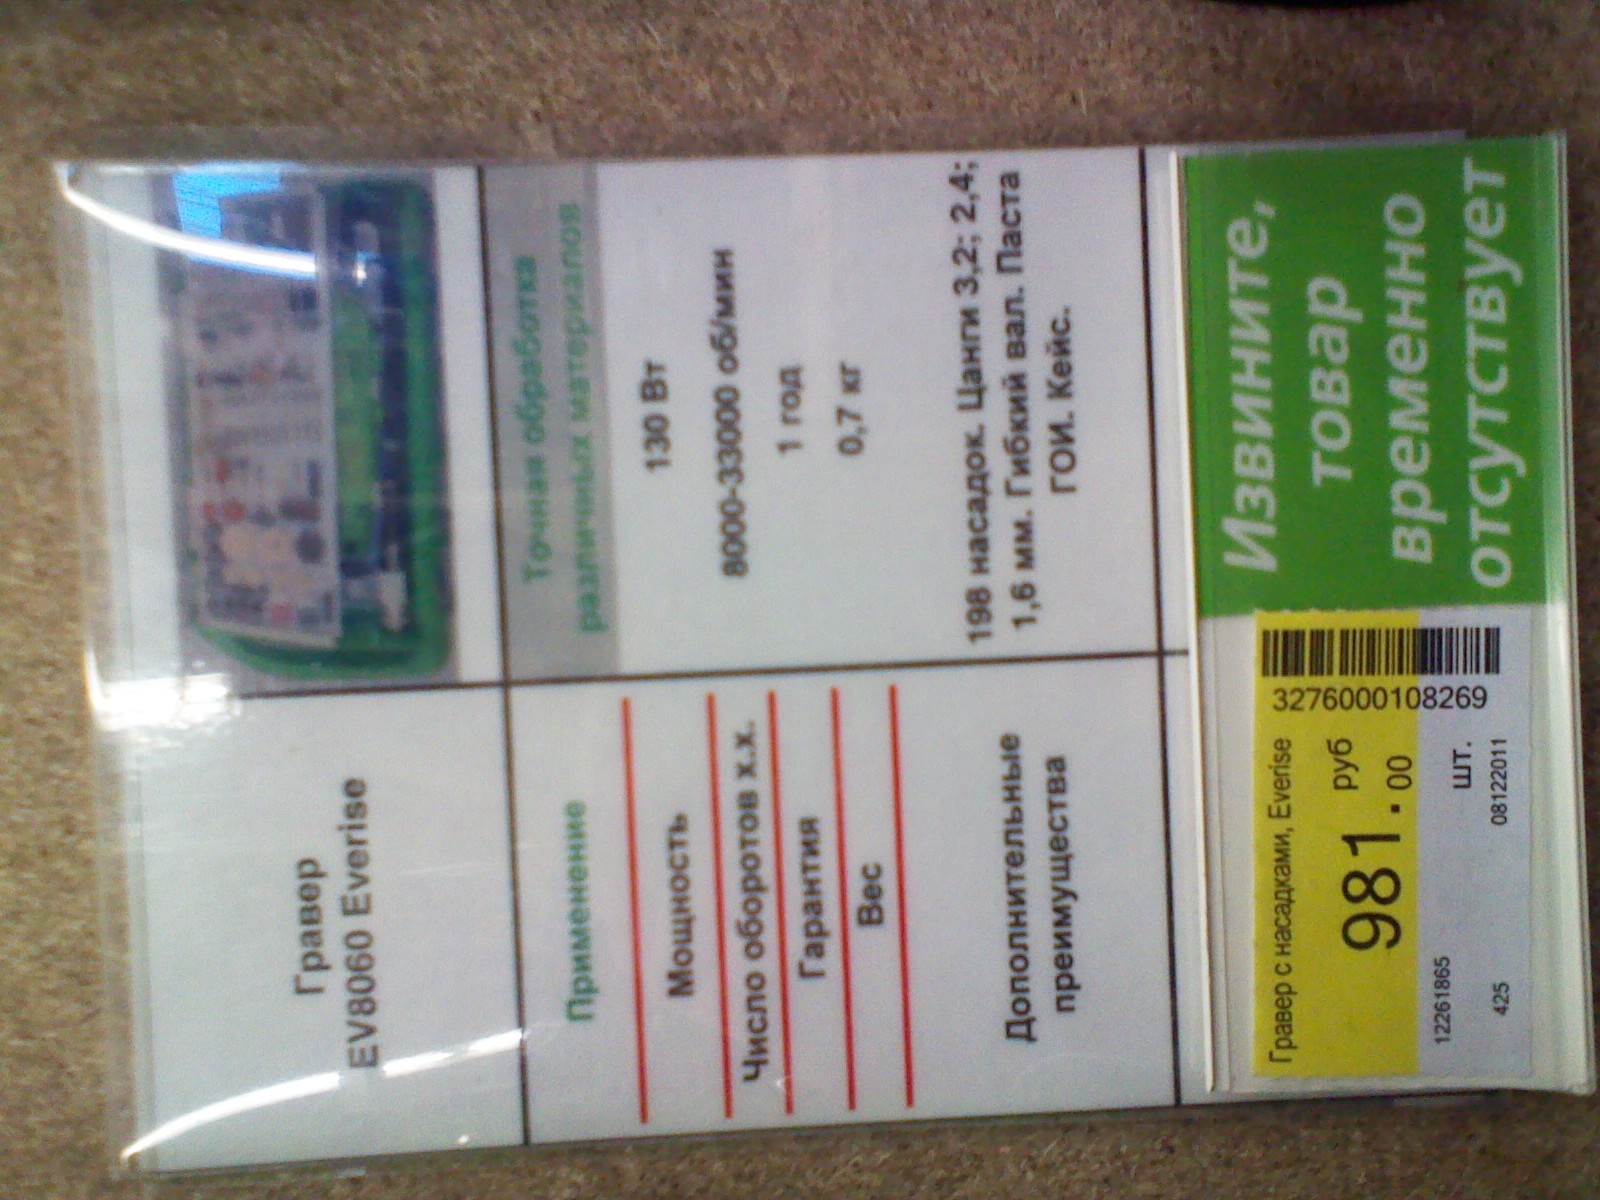 Гравер
EV8060 Everise
Применение
Точная обработка
различных материалов
Мощность
130 Вт
Число оборотов х.х.
8000-33000 об/мин
Гарантия
1 год
Вес
0,7 кг
Дополнительные
преимущества
198 насадок. Цанги 3,2; 2,4;
1,6 мм. Гибкий вал. Паста
ГОИ. Кейс.
Гравер с насадками, Everise
3276000108269
981.00 руб
12261865
шт.
425
08122011
Извините,
товар
временно
отсутствует